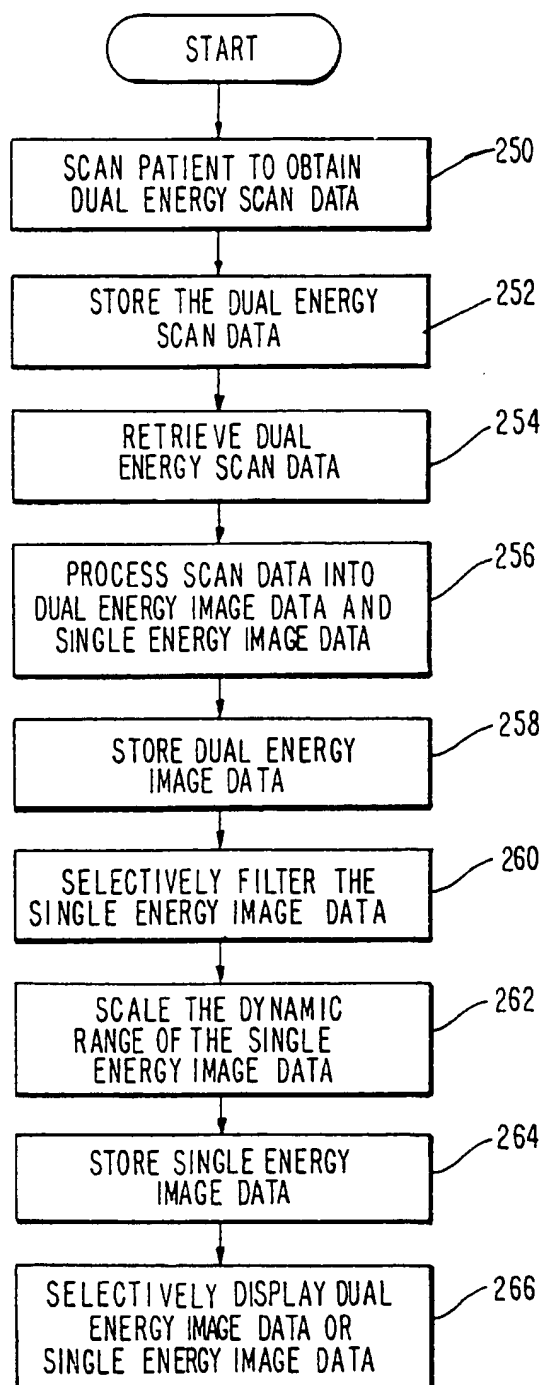 START
SCAN PATIENT TO OBTAIN
DUAL ENERGY SCAN DATA
250
STORE THE DUAL ENERGY
SCAN DATA
252
RETRIEVE DUAL
ENERGY SCAN DATA
254
PROCESS SCAN DATA INTO
DUAL ENERGY IMAGE DATA AND
SINGLE ENERGY IMAGE DATA
256
STORE DUAL ENERGY
IMAGE DATA
258
SELECTIVELY FILTER THE
SINGLE ENERGY IMAGE DATA
260
SCALE THE DYNAMIC
RANGE OF THE SINGLE
ENERGY IMAGE DATA
262
STORE SINGLE ENERGY
IMAGE DATA
264
SELECTIVELY DISPLAY DUAL
ENERGY IMAGE DATA OR
SINGLE ENERGY IMAGE DATA
266